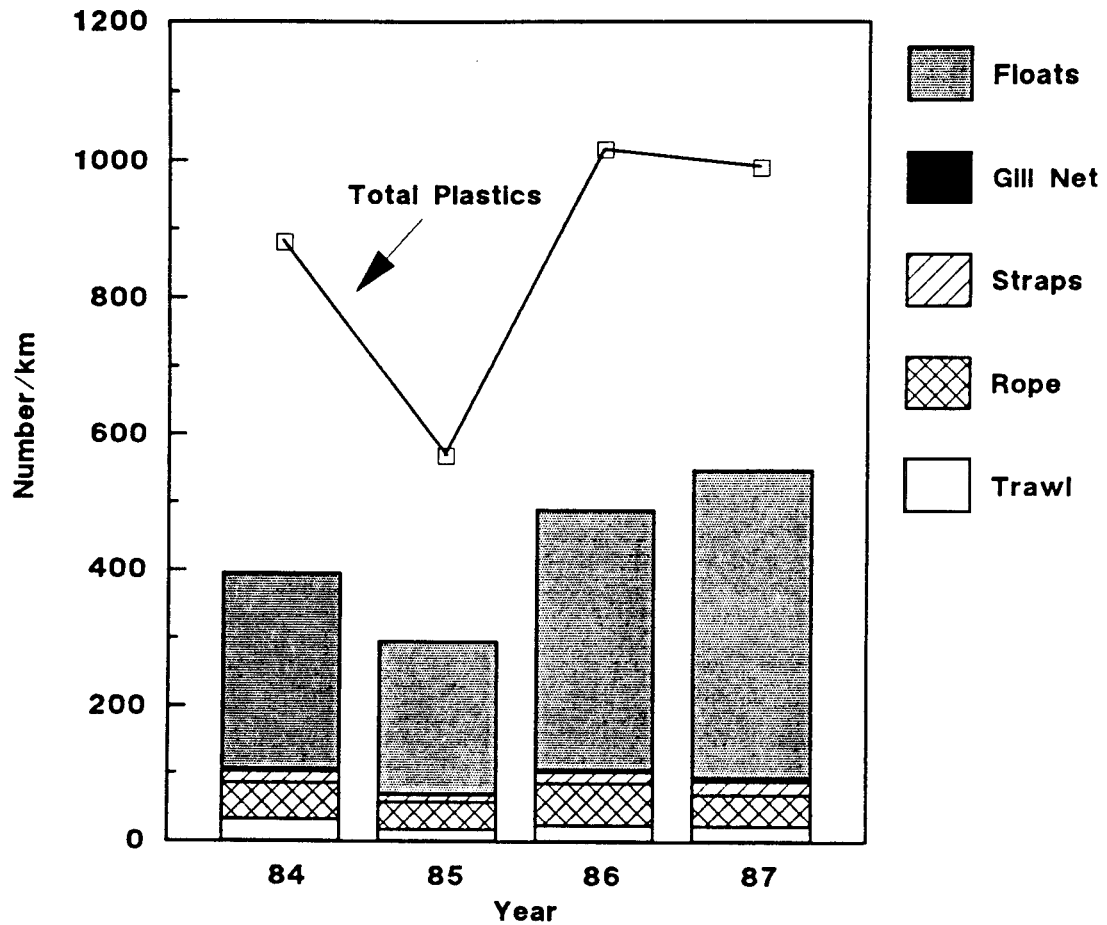 1200
1000
800
600
400
200
0
Number/km
Total Plastics
84 85 86 87
Year
Floats
Gill Net
Straps
Rope
Trawl